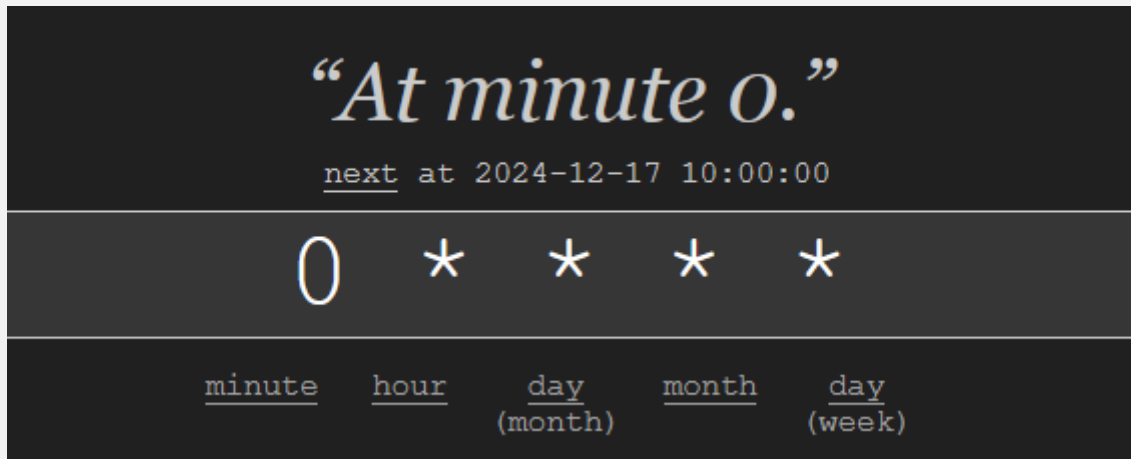 “At minute 0.”
next at 2024-12-17 10:00:00
0 * * * *
minute hour day month day
(month) (week)